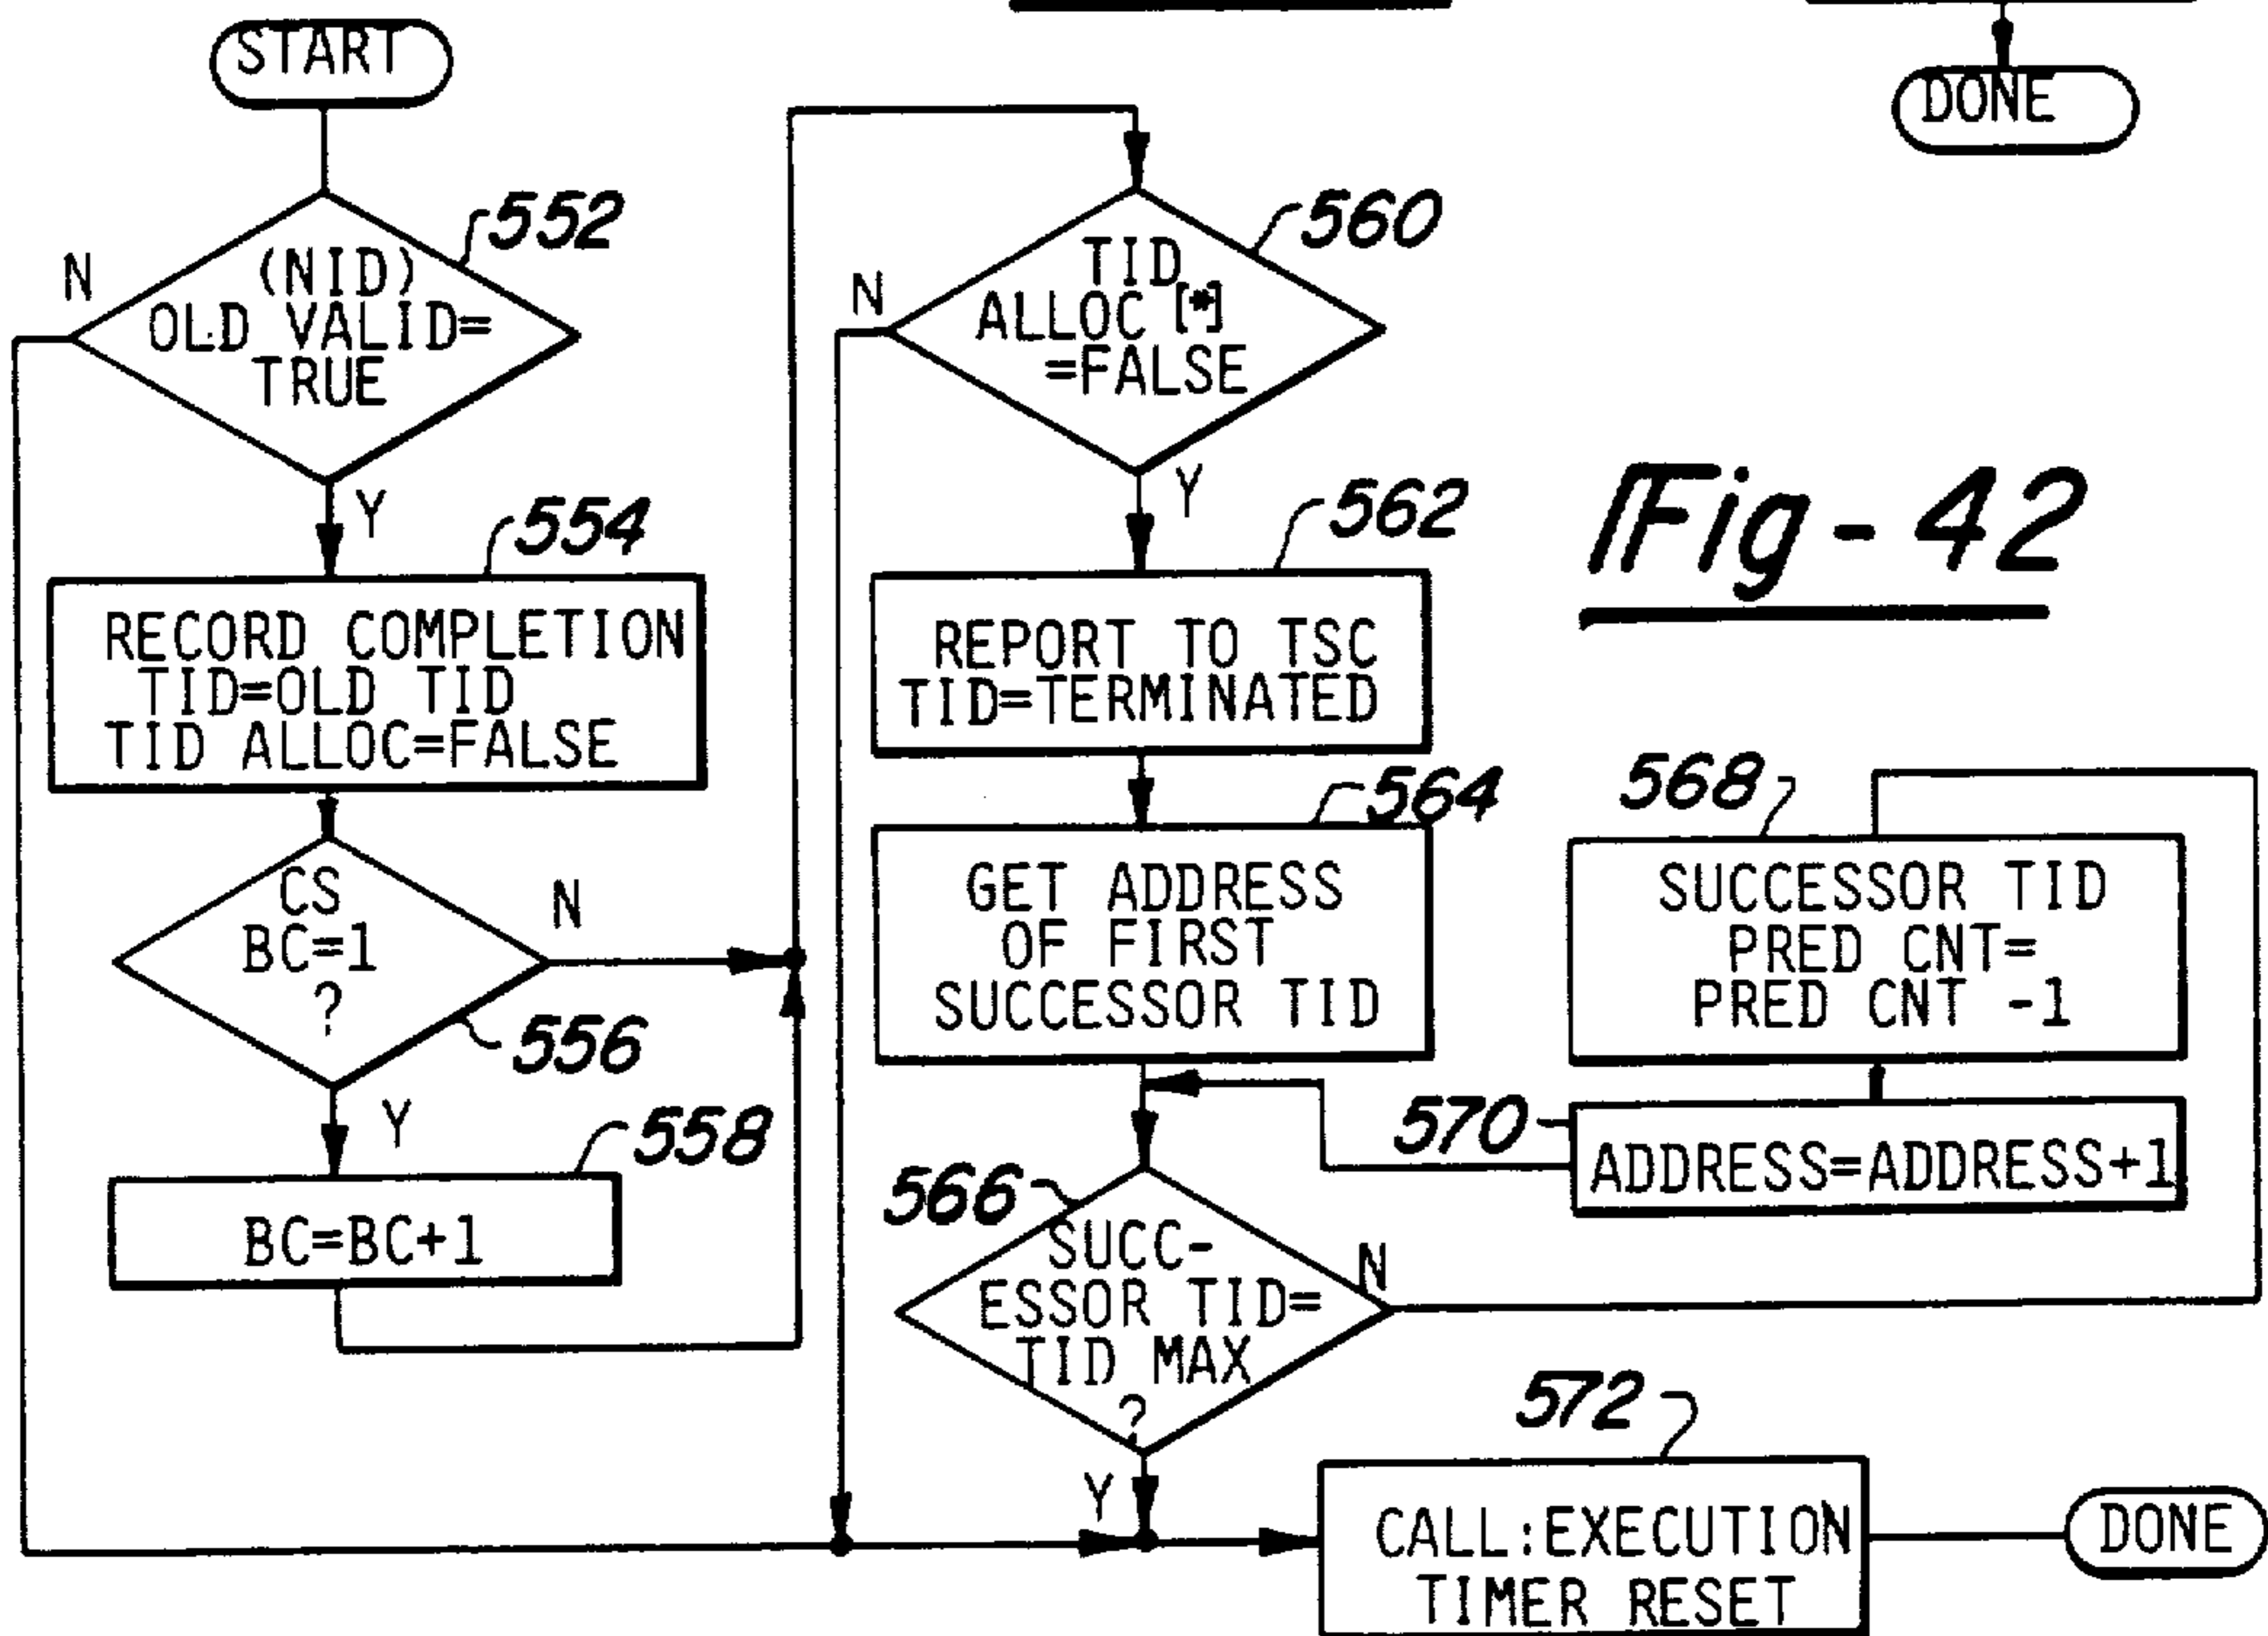 START
DONE
552
N
(NID)
OLD VALID=
TRUE
Y
554
RECORD COMPLETION
TID=OLD TID
TID ALLOC=FALSE
CS
BC=1
?
N
556
Y
558
BC=BC+1
560
N
TID
ALLOC [*]
=FALSE
Y
562
REPORT TO TSC
TID=TERMINATED
564
GET ADDRESS
OF FIRST
SUCCESSOR TID
566
SUCC-
ESSOR TID=
TID MAX
?
N
Y
Fig-42
568
SUCCESSOR TID
PRED CNT=
PRED CNT -1
570
ADDRESS=ADDRESS+1
572
CALL:EXECUTION
TIMER RESET
DONE